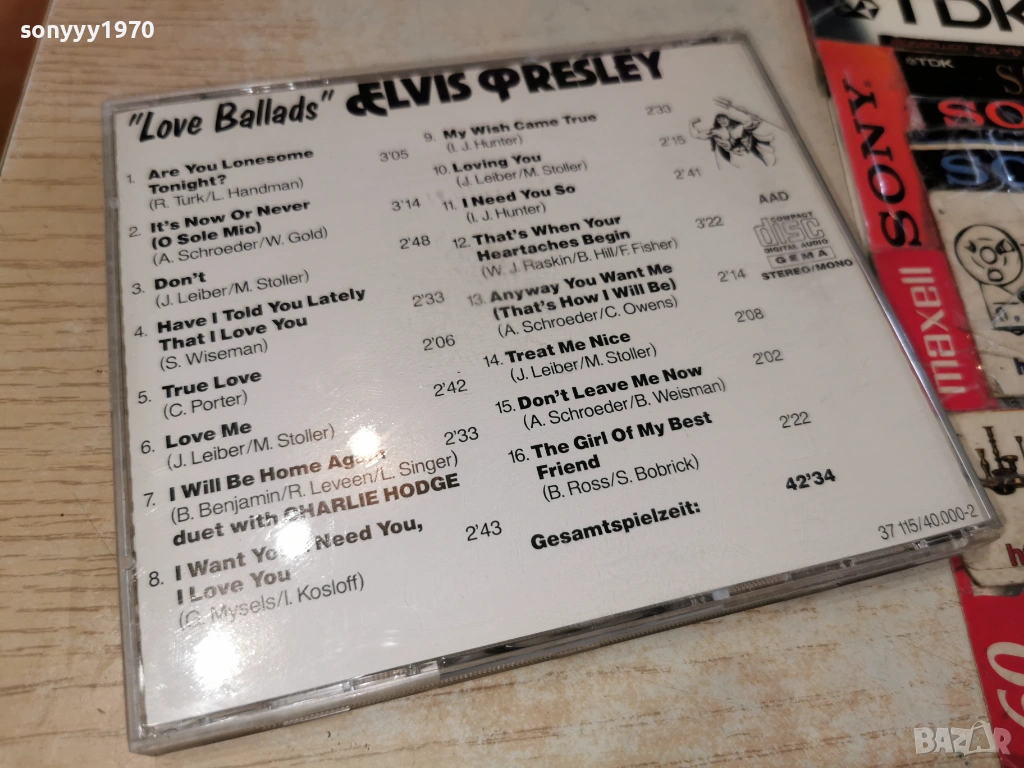 sonyyy1970
"Love Ballads" ELVIS PRESLEY
1. Are You Lonesome
Tonight? 3'05
(R. Turk/L. Handman)
2. It's Now Or Never 3'14
(O Sole Mio)
(A. Schroeder/W. Gold)
3. Don't 2'48
(J. Leiber/M. Stoller)
4. Have I Told You Lately 2'33
That I Love You
(S. Wiseman)
5. True Love 2'06
(C. Porter)
6. Love Me 2'42
(J. Leiber/M. Stoller)
7. I Will Be Home Again 2'33
(B. Benjamin/R. Leveen/L. Singer)
duet with CHARLIE HODGE
8. I Want You, I Need You, 2'43
I Love You
(C. Mysels/I. Kosloff)
9. My Wish Came True 2'33
(I. J. Hunter)
10. Loving You 2'15
(J. Leiber/M. Stoller)
11. I Need You So 2'41
(I. J. Hunter)
12. That's When Your 3'22
Heartaches Begin
(W. J. Raskin/B. Hill/F. Fisher)
13. Anyway You Want Me 2'14
(That's How I Will Be)
(A. Schroeder/C. Owens)
14. Treat Me Nice 2'08
(J. Leiber/M. Stoller)
15. Don't Leave Me Now 2'02
(A. Schroeder/B. Weisman)
16. The Girl Of My Best 2'22
Friend
(B. Ross/S. Bobrick)
Gesamtspielzeit: 42'34
AAD
COMPACT
disc
DIGITAL AUDIO
GEMA
STEREO/MONO
37 115/40.000-2
TDK
TDK
SONY
maxell
60
BAZAR